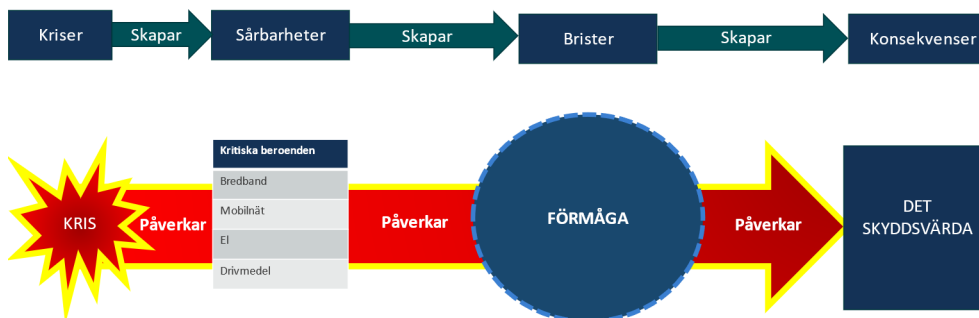 Kriser
Skapar
Sårbarheter
Skapar
Brister
Skapar
Konsekvenser
Kritiska beroenden
Bredband
Mobilnät
El
Drivmedel
KRIS
Påverkar
Påverkar
FÖRMÅGA
Påverkar
DET
SKYDDSVÄRDA